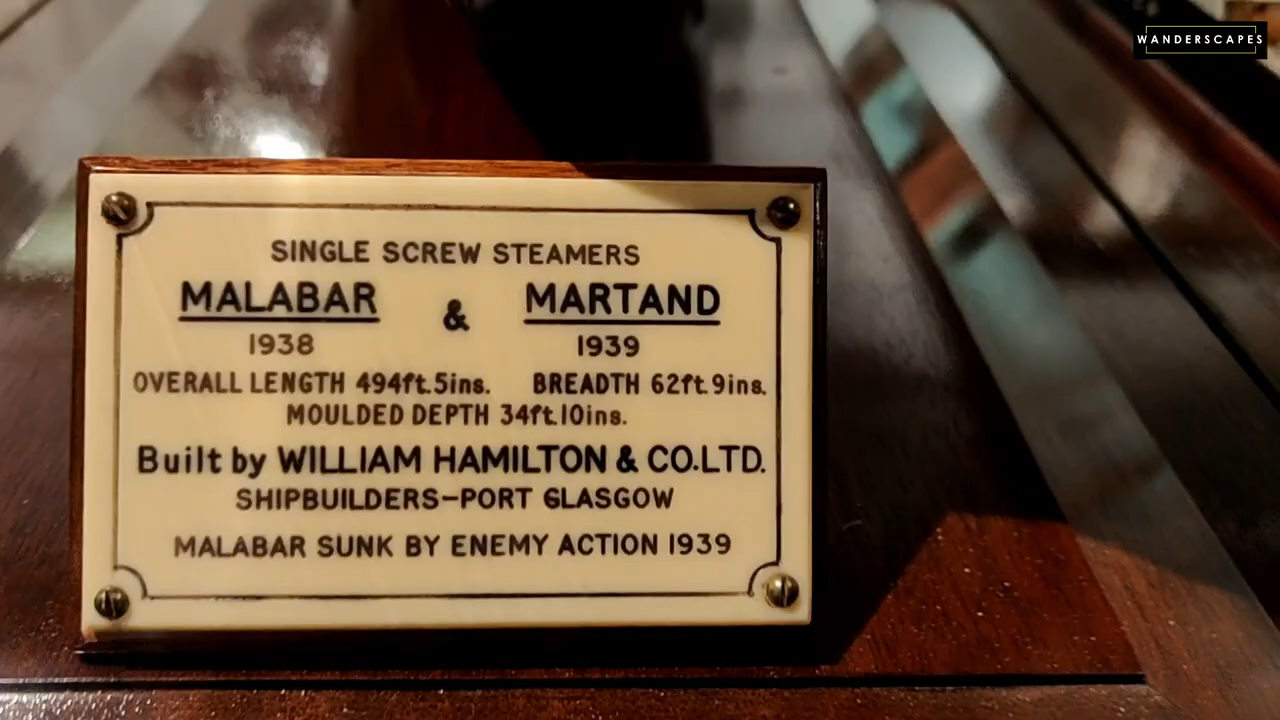 WANDERSCAPES
SINGLE SCREW STEAMERS
MALABAR & MARTAND
1938 1939
OVERALL LENGTH 494ft.5ins. BREADTH 62ft.9ins.
MOULDED DEPTH 34ft.10ins.
Built by WILLIAM HAMILTON & CO.LTD.
SHIPBUILDERS-PORT GLASGOW
MALABAR SUNK BY ENEMY ACTION 1939